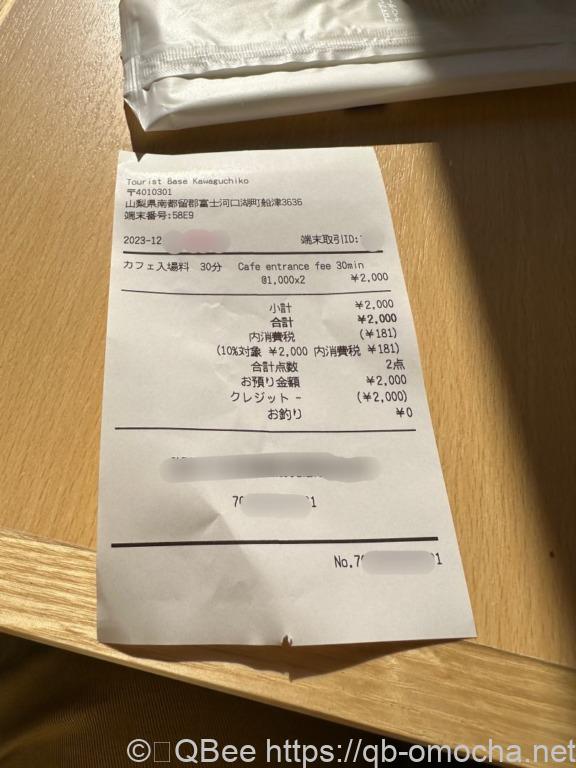 Tourist Base Kawaguchiko
〒4010301
山梨県南都留郡富士河口湖町船津3636
端末番号:58E9
2023-12 端末取引ID:
カフェ入場料 30分 Cafe entrance fee 30min
@1,000x2 ¥2,000
小計 ¥2,000
合計 ¥2,000
内消費税 (¥181)
(10%対象 ¥2,000 内消費税 ¥181)
合計点数 2点
お預り金額 ¥2,000
クレジット - (¥2,000)
お釣り ¥0
No.7
©QBee https://qb-omocha.net